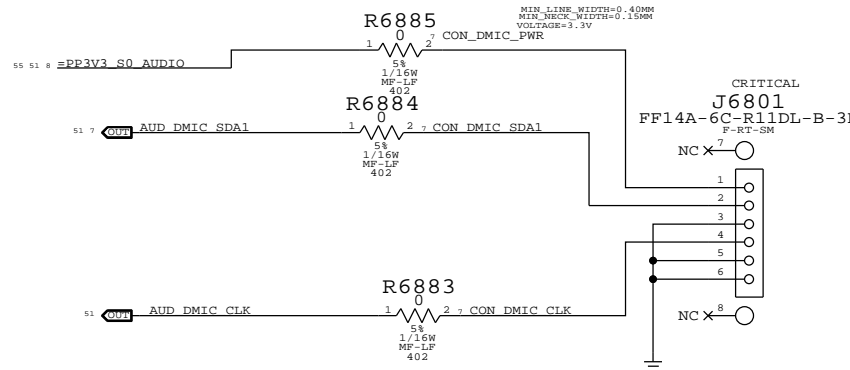 MIN_LINE_WIDTH=0.40MM
MIN_NECK_WIDTH=0.15MM
VOLTAGE=3.3V
R6885
0
1
2
7 CON_DMIC_PWR
5%
1/16W
MF-LF
402
55 51 8 =PP3V3_S0_AUDIO
R6884
0
51 7 OUT AUD_DMIC_SDA1
1
2
7 CON_DMIC_SDA1
5%
1/16W
MF-LF
402
CRITICAL
J6801
FF14A-6C-R11DL-B-3
F-RT-SM
NC 7
1
2
3
4
5
6
NC 8
R6883
0
51 OUT AUD_DMIC_CLK
1
2
7 CON_DMIC_CLK
5%
1/16W
MF-LF
402